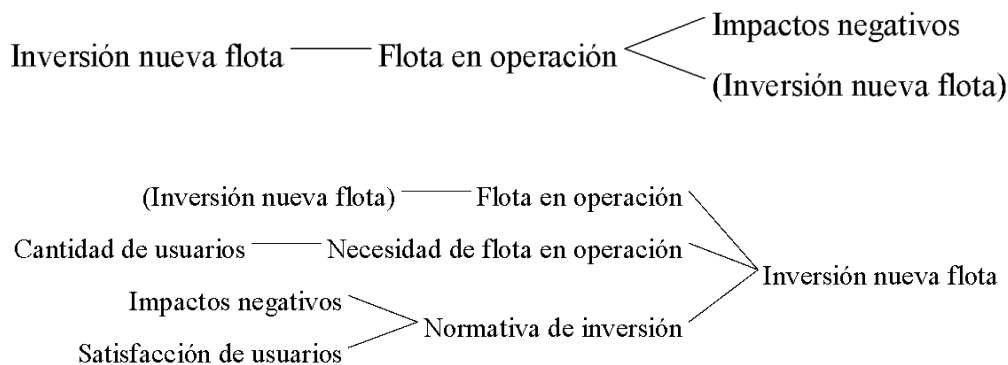 Impactos negativos
Inversión nueva flota
Flota en operación
(Inversión nueva flota)
(Inversión nueva flota)
Flota en operación
Cantidad de usuarios
Necesidad de flota en operación
Inversión nueva flota
Impactos negativos
Normativa de inversión
Satisfacción de usuarios